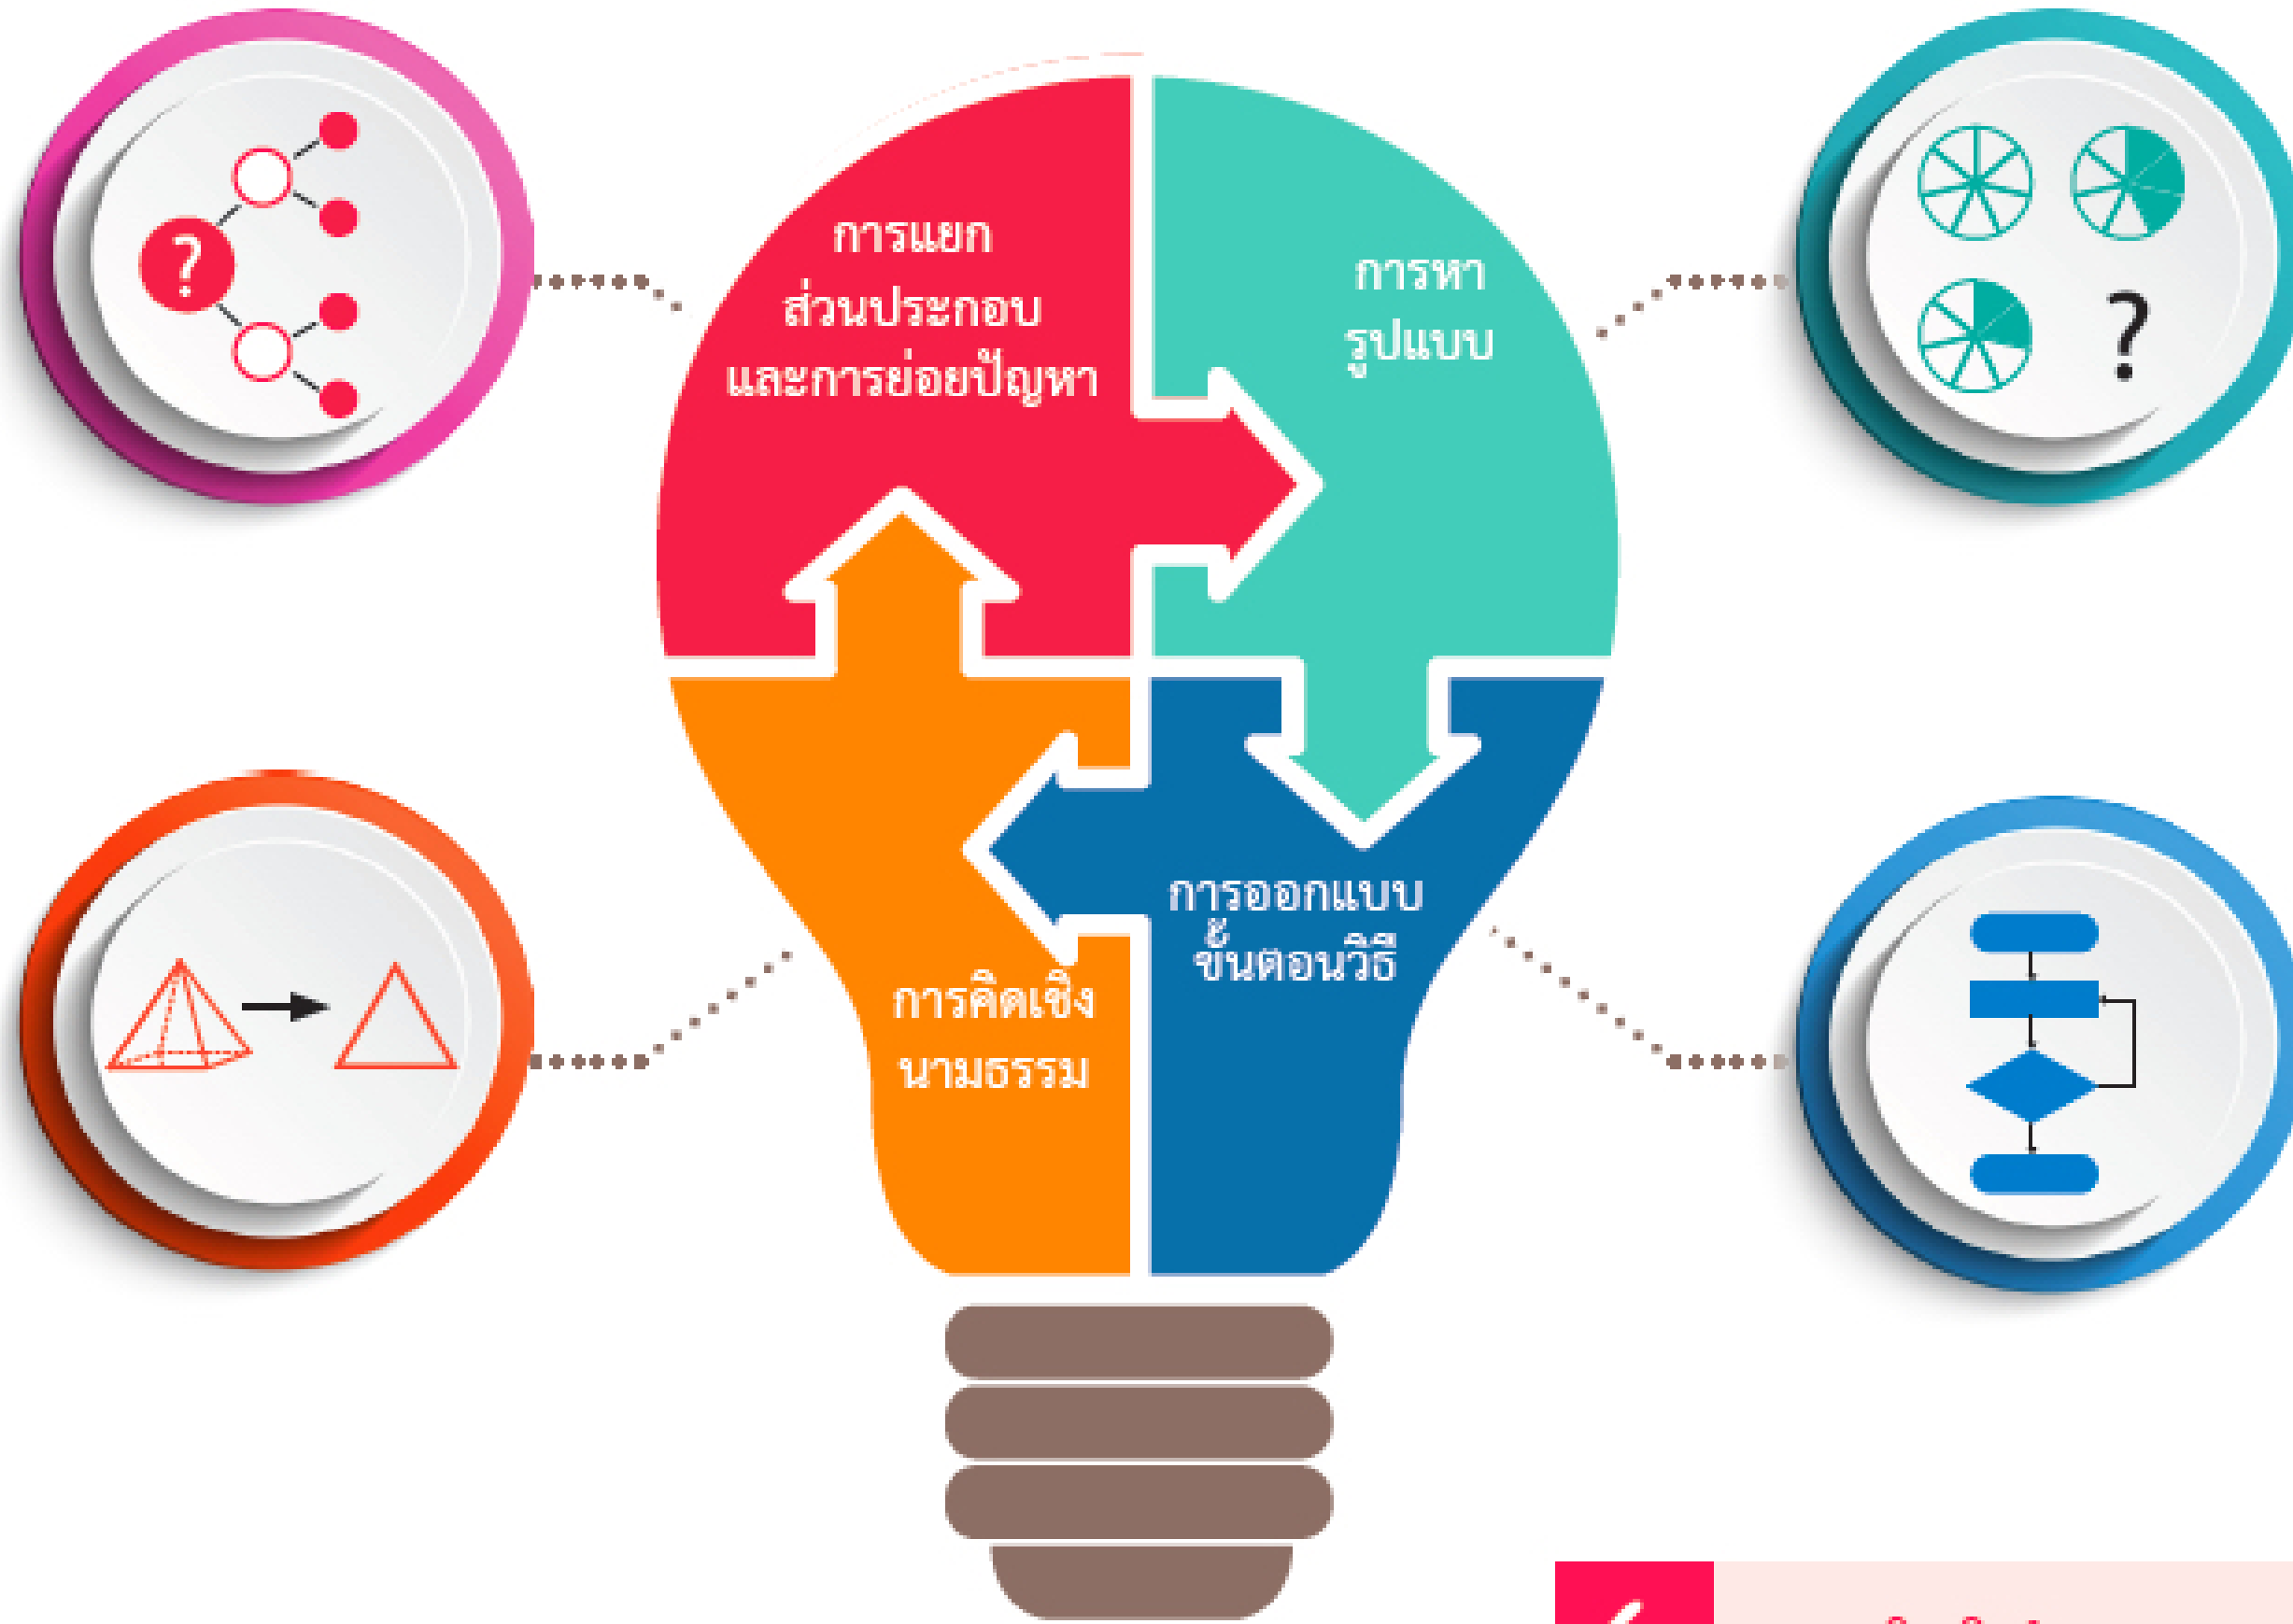 การแยก
ส่วนประกอบ
และการย่อยปัญหา
การหา
รูปแบบ
?
?
การออกแบบ
ขั้นตอนวิธี
การคิดเชิง
นามธรรม